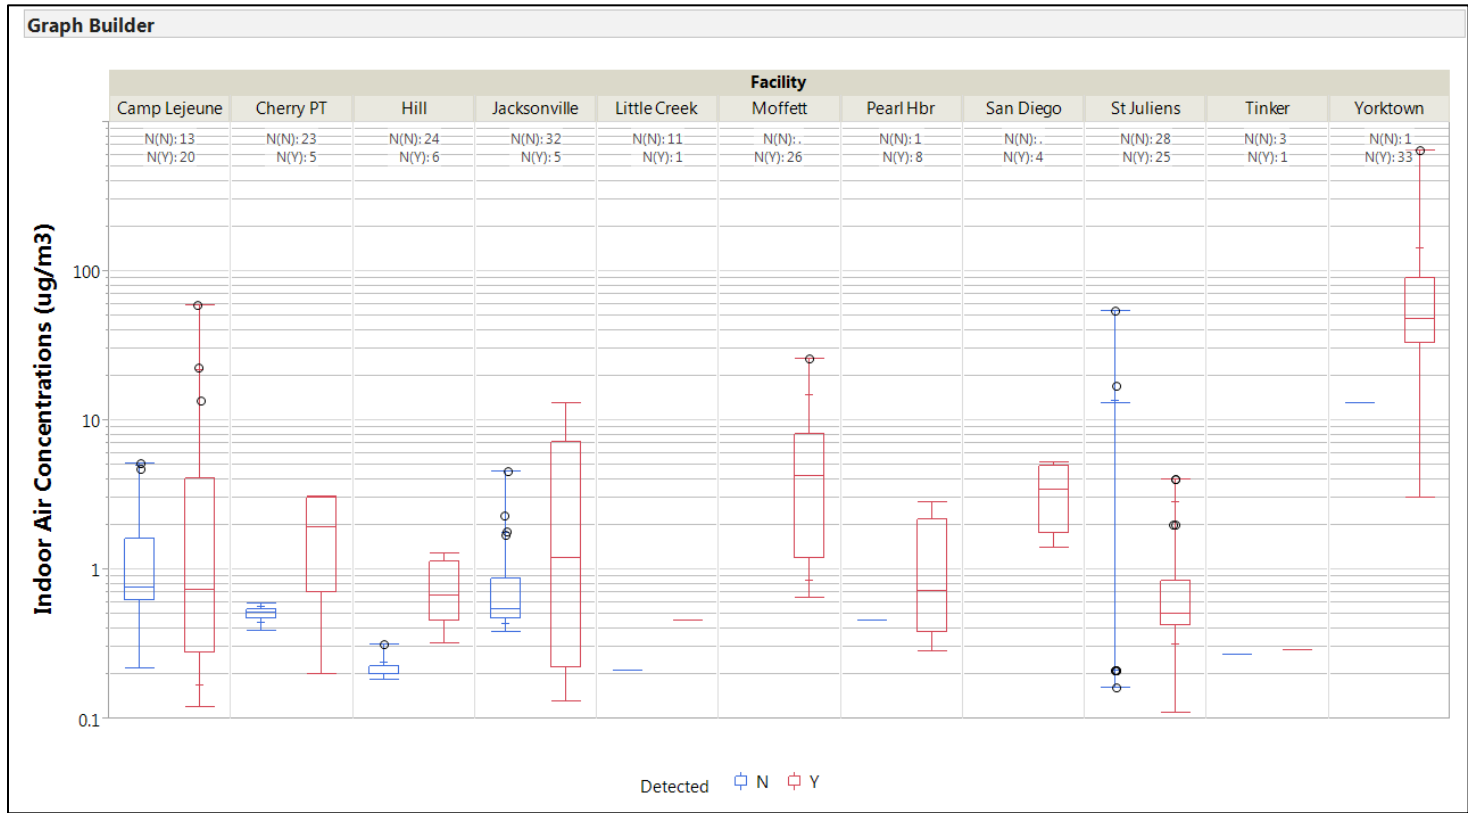 Graph Builder
Facility
Camp Lejeune Cherry PT Hill Jacksonville Little Creek Moffett Pearl Hbr San Diego St Juliens Tinker Yorktown
N(N): 13 N(N): 23 N(N): 24 N(N): 32 N(N): 11 N(N): . N(N): 1 N(N): . N(N): 28 N(N): 3 N(N): 1
N(Y): 20 N(Y): 5 N(Y): 6 N(Y): 5 N(Y): 1 N(Y): 26 N(Y): 8 N(Y): 4 N(Y): 25 N(Y): 1 N(Y): 33
Indoor Air Concentrations (ug/m3)
100
10
1
0.1
Detected N Y